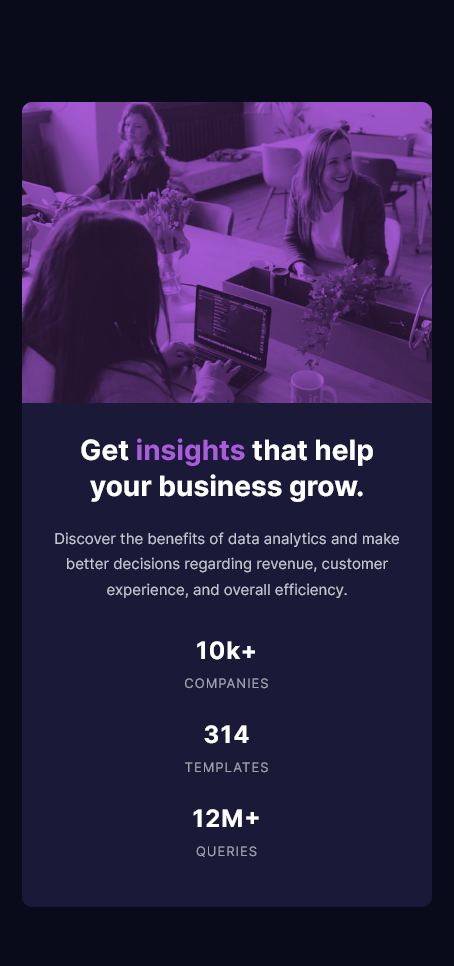 Get insights that help
your business grow.
Discover the benefits of data analytics and make
better decisions regarding revenue, customer
experience, and overall efficiency.
10k+
COMPANIES
314
TEMPLATES
12M+
QUERIES